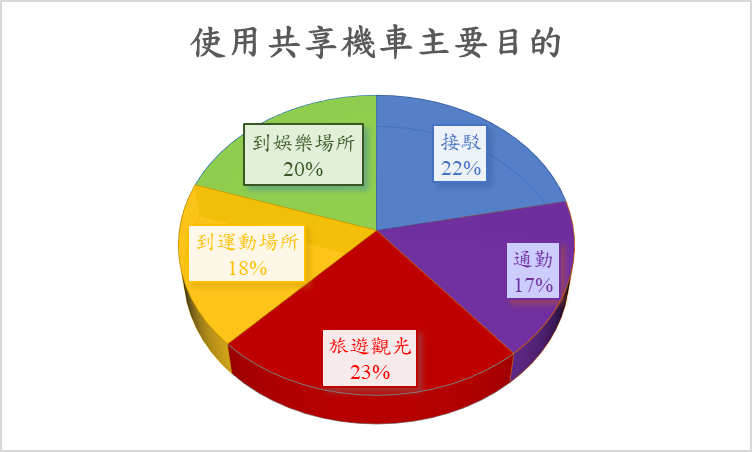 使用共享機車主要目的
接駁
22%
通勤
17%
旅遊觀光
23%
到運動場所
18%
到娛樂場所
20%